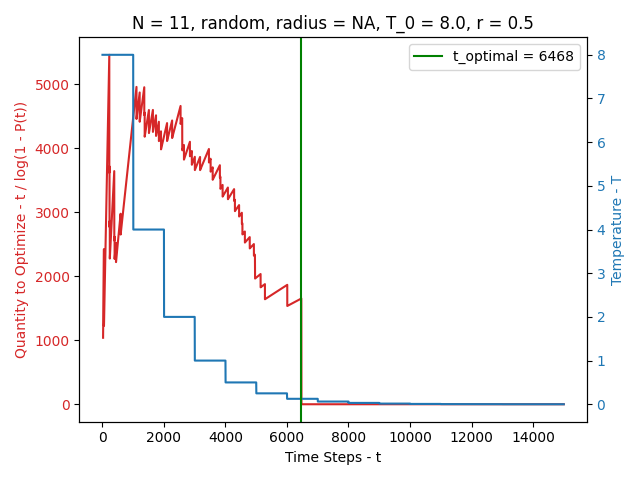 N = 11, random, radius = NA, T_0 = 8.0, r = 0.5
t_optimal = 6468
Quantity to Optimize - t / log(1 - P(t))
5000
4000
3000
2000
1000
0
8
7
6
5
4
3
2
1
0
Temperature - T
0 2000 4000 6000 8000 10000 12000 14000
Time Steps - t